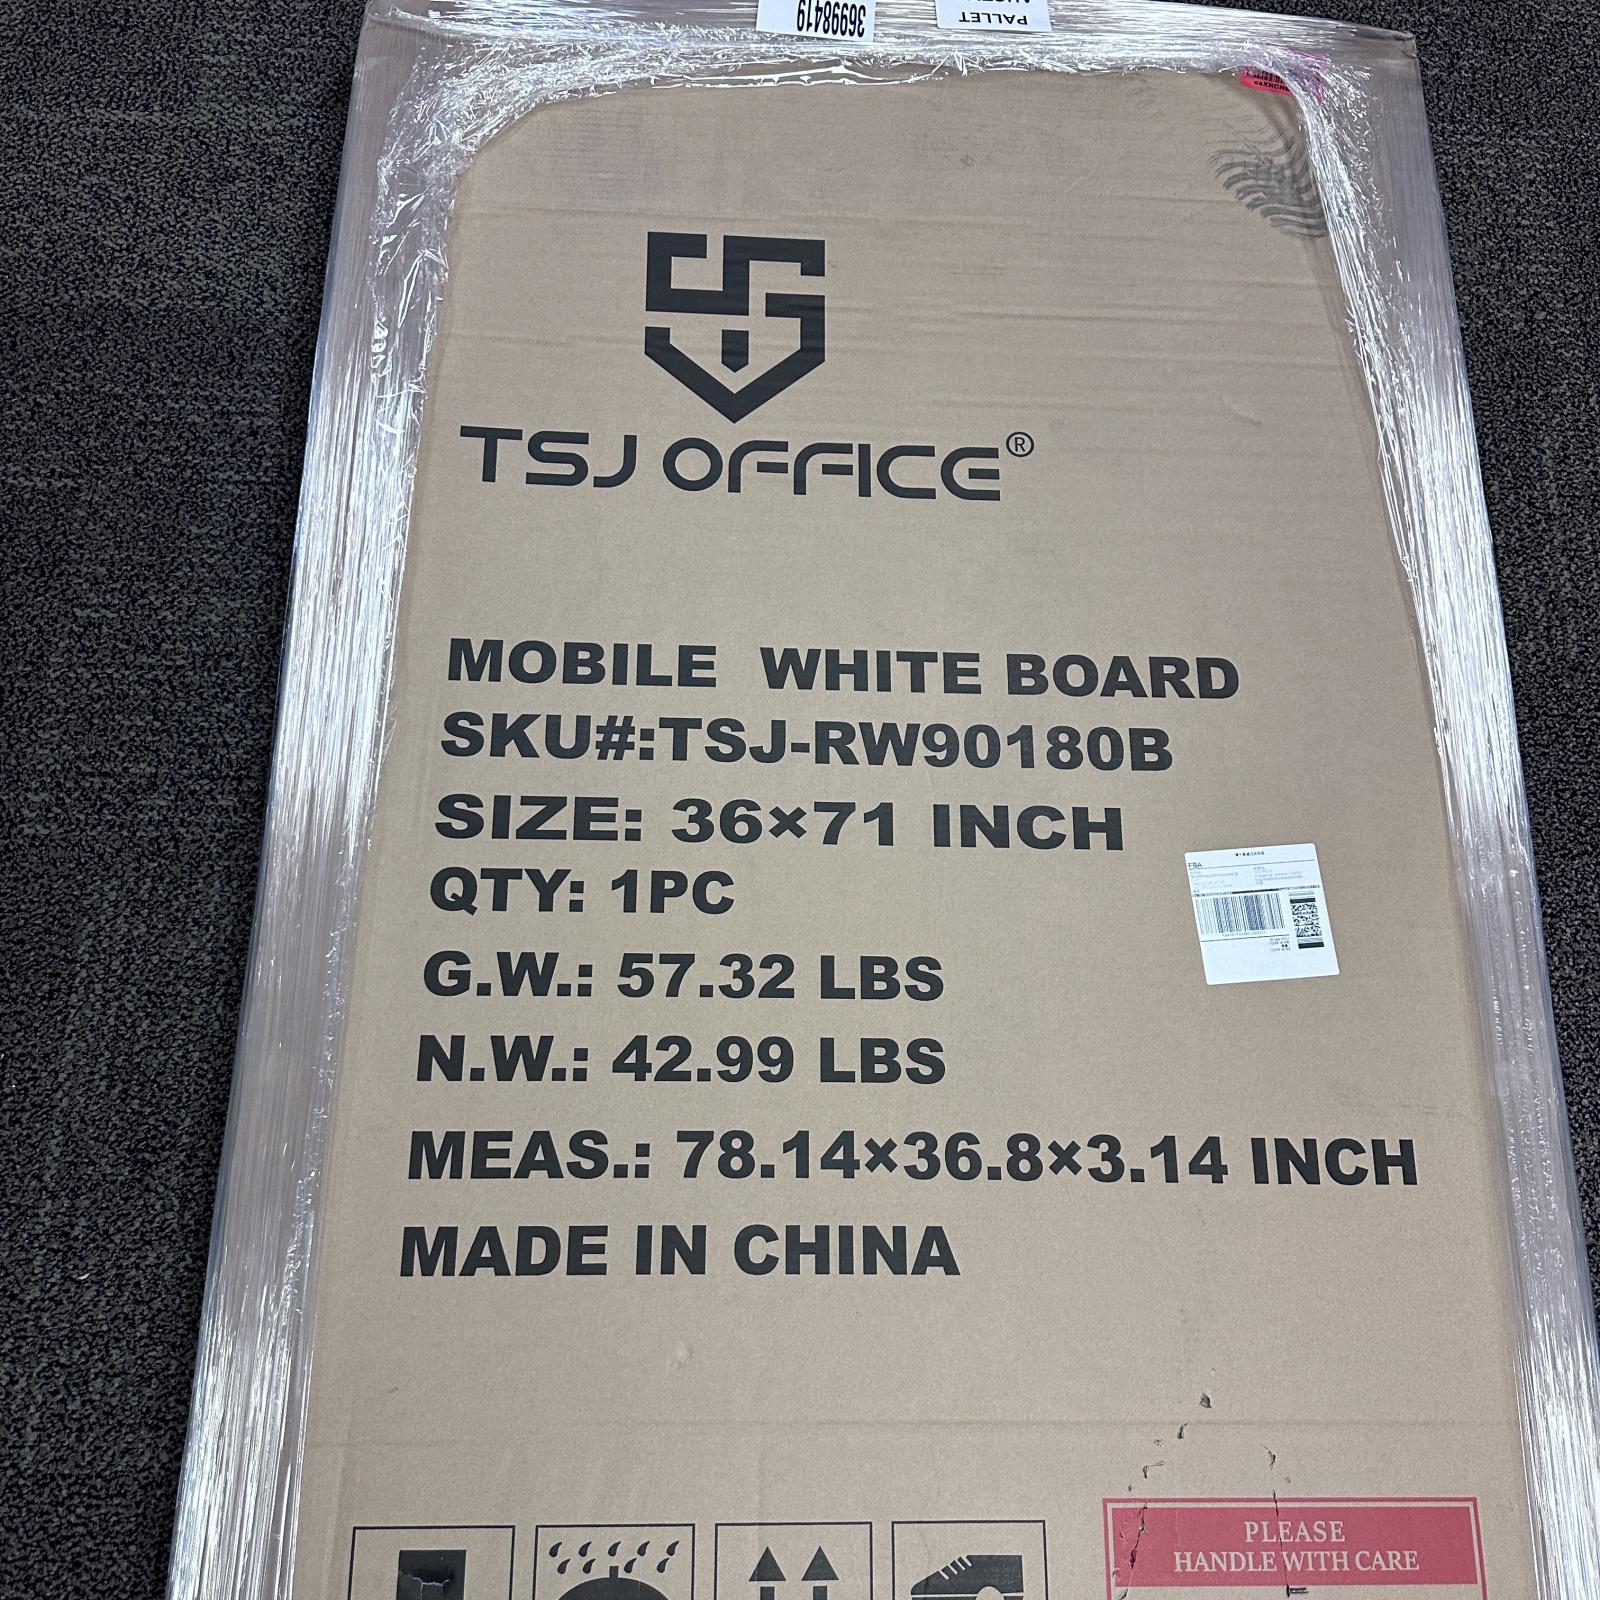 36998419
PALLET
TSJ OFFICE®
MOBILE WHITE BOARD
SKU#:TSJ-RW90180B
SIZE: 36×71 INCH
QTY: 1PC
G.W.: 57.32 LBS
N.W.: 42.99 LBS
MEAS.: 78.14×36.8×3.14 INCH
MADE IN CHINA
FBA
PLEASE
HANDLE WITH CARE